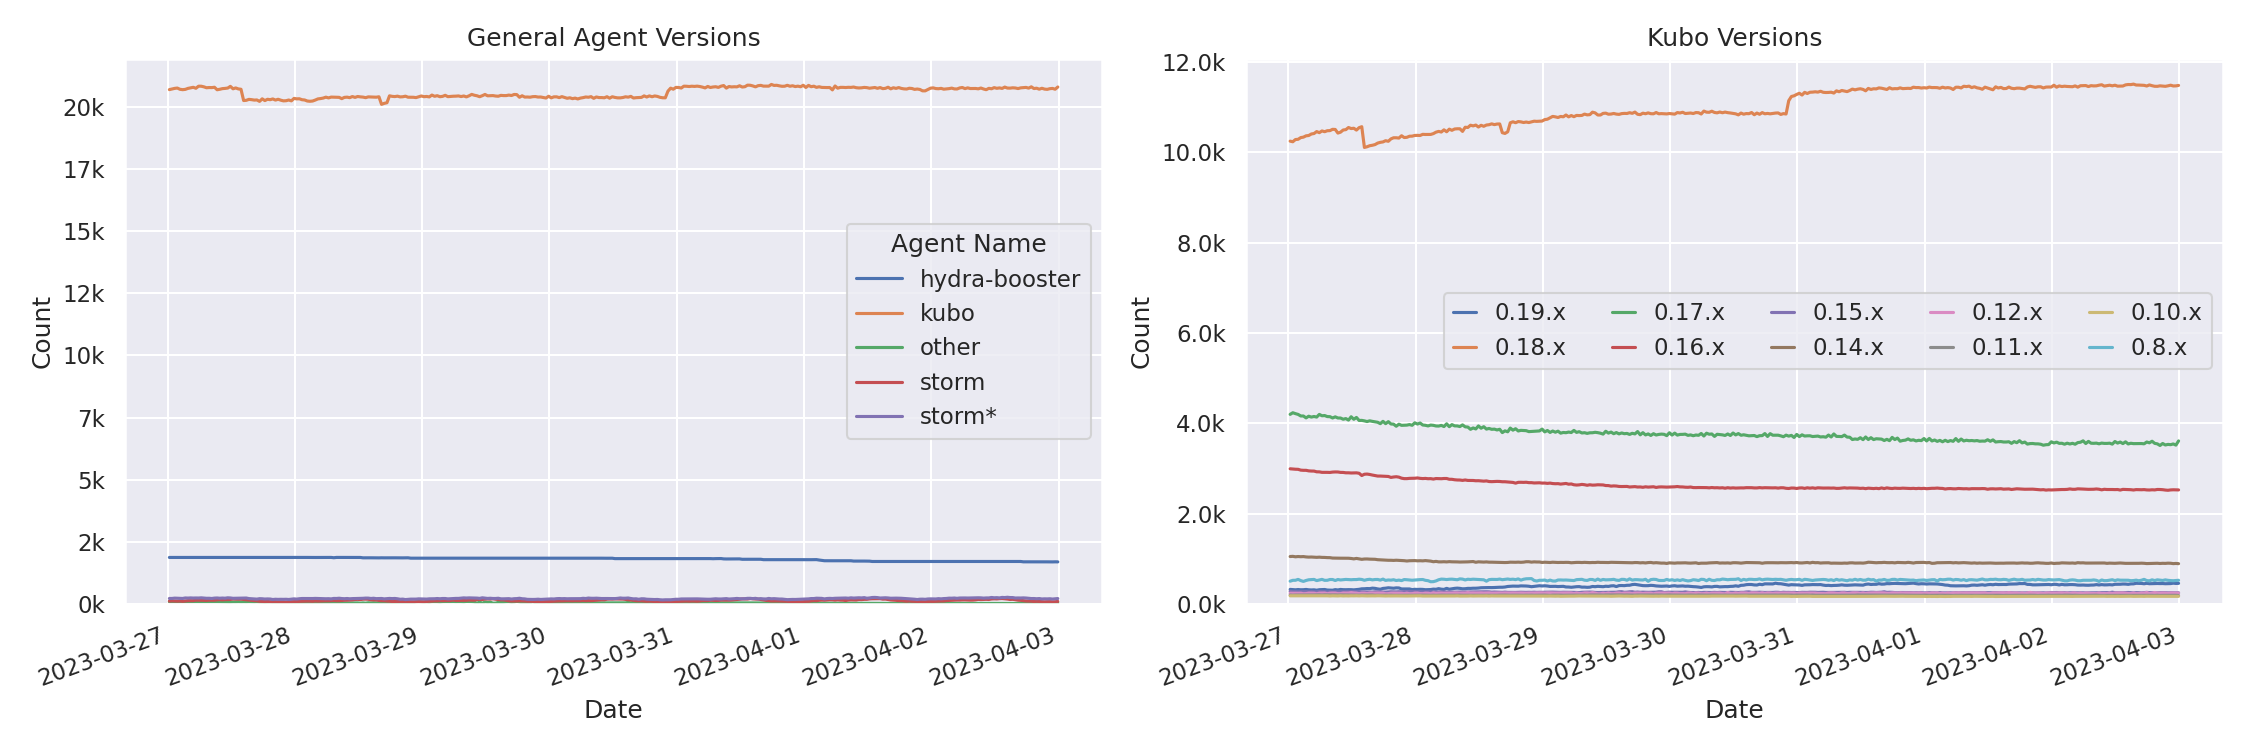 General Agent Versions
20k
17k
15k
12k
10k
7k
5k
2k
0k
Count
Agent Name
hydra-booster
kubo
other
storm
storm*
2023-03-27
2023-03-28
2023-03-29
2023-03-30
2023-03-31
2023-04-01
2023-04-02
2023-04-03
Date
Kubo Versions
12.0k
10.0k
8.0k
6.0k
4.0k
2.0k
0.0k
Count
0.19.x 0.17.x 0.15.x 0.12.x 0.10.x
0.18.x 0.16.x 0.14.x 0.11.x 0.8.x
2023-03-27
2023-03-28
2023-03-29
2023-03-30
2023-03-31
2023-04-01
2023-04-02
2023-04-03
Date